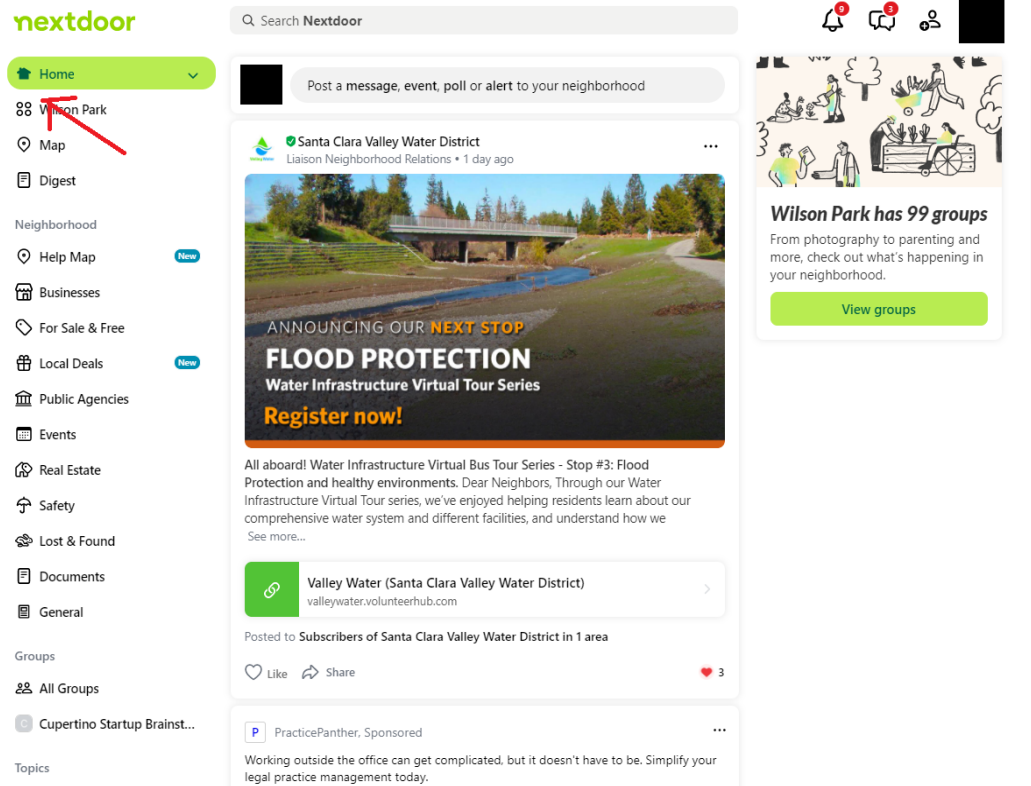 nextdoor
Search Nextdoor
9
3
Home
Wilson Park
Map
Digest
Neighborhood
Help Map New
Businesses
For Sale & Free
Local Deals New
Public Agencies
Events
Real Estate
Safety
Lost & Found
Documents
General
Groups
All Groups
C Cupertino Startup Brainst...
Topics
Post a message, event, poll or alert to your neighborhood
Santa Clara Valley Water District
Liaison Neighborhood Relations • 1 day ago
ANNOUNCING OUR NEXT STOP
FLOOD PROTECTION
Water Infrastructure Virtual Tour Series
Register now!
All aboard! Water Infrastructure Virtual Bus Tour Series - Stop #3: Flood
Protection and healthy environments. Dear Neighbors, Through our Water
Infrastructure Virtual Tour series, we've enjoyed helping residents learn about our
comprehensive water system and different facilities, and understand how we
See more...
Valley Water (Santa Clara Valley Water District)
valleywater.volunteerhub.com
Posted to Subscribers of Santa Clara Valley Water District in 1 area
Like Share 3
P PracticePanther, Sponsored
Working outside the office can get complicated, but it doesn't have to be. Simplify your
legal practice management today.
Wilson Park has 99 groups
From photography to parenting and
more, check out what's happening in
your neighborhood.
View groups